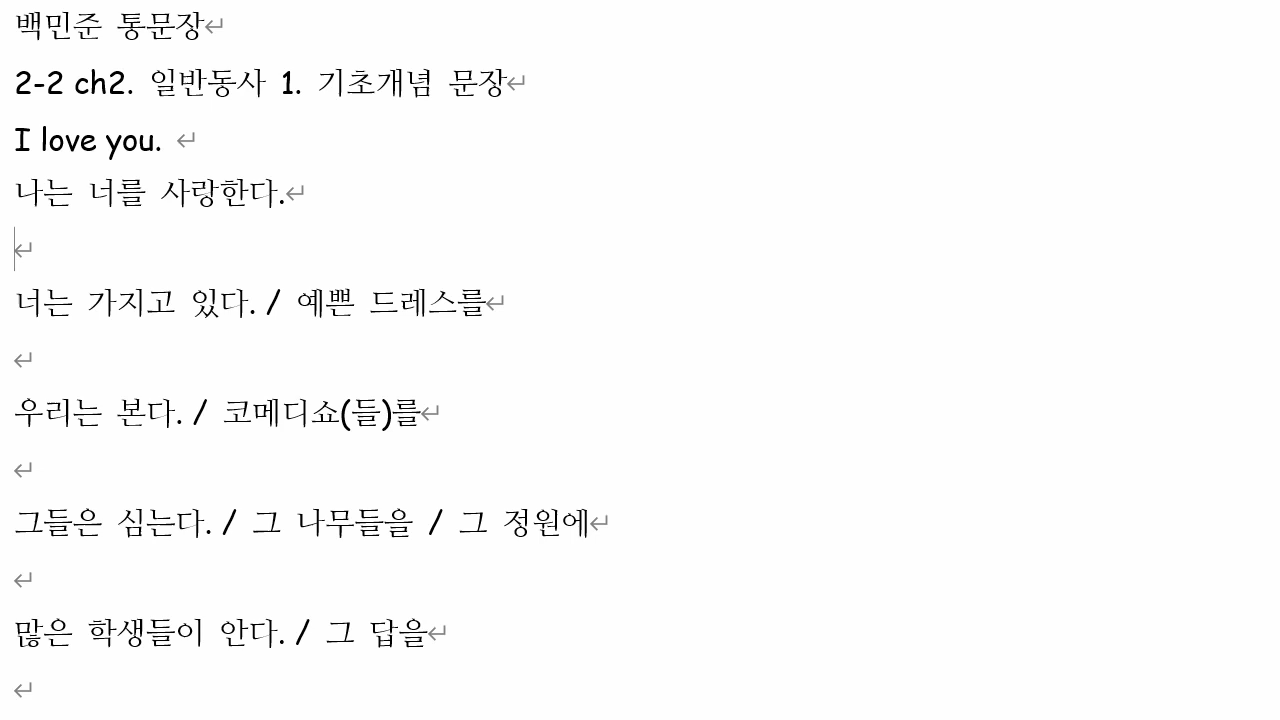 백민준 통문장
2-2 ch2. 일반동사 1. 기초개념 문장
I love you.
나는 너를 사랑한다.
너는 가지고 있다. / 예쁜 드레스를
우리는 본다. / 코메디쇼(들)를
그들은 심는다. / 그 나무들을 / 그 정원에
많은 학생들이 안다. / 그 답을